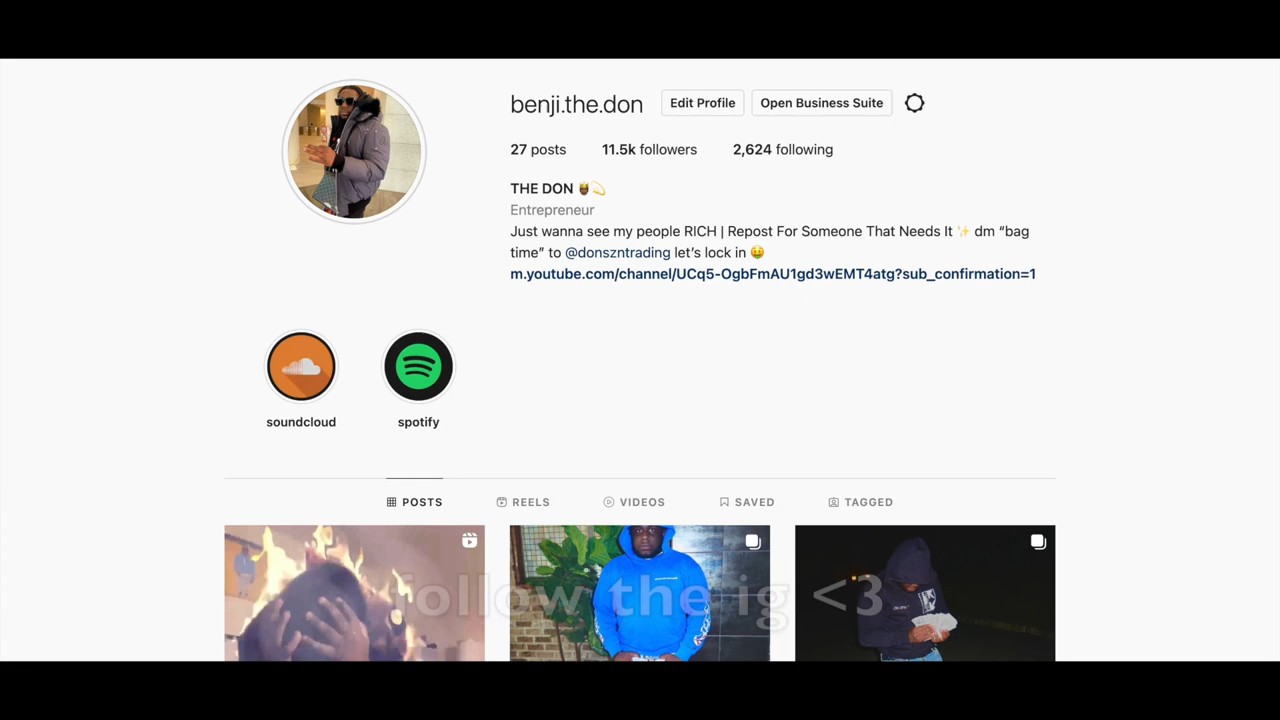 benji.the.don Edit Profile Open Business Suite
27 posts 11.5k followers 2,624 following
THE DON
Entrepreneur
Just wanna see my people RICH | Repost For Someone That Needs It ✨ dm “bag
time” to @donszntrading let’s lock in 🤑
m.youtube.com/channel/UCq5-OgbFmAU1gd3wEMT4atg?sub_confirmation=1
soundcloud spotify
POSTS REELS VIDEOS SAVED TAGGED
follow the ig <3